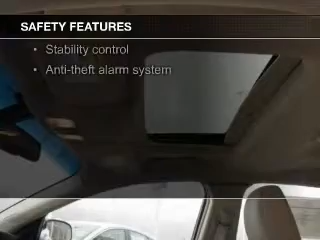 SAFETY FEATURES
• Stability control
• Anti-theft alarm system